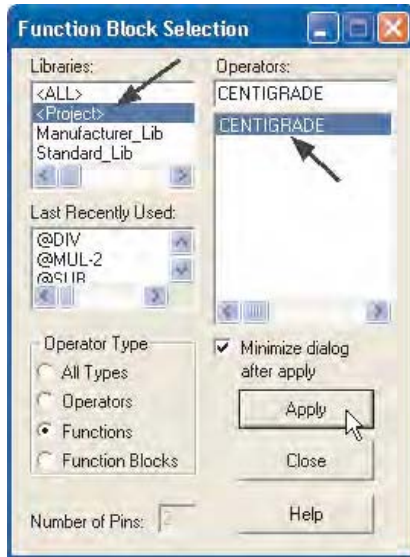 Function Block Selection
Libraries:
<ALL>
<Project>
Manufacturer_Lib
Standard_Lib
Last Recently Used:
@DIV
@MUL-2
@SUB
Operator Type
All Types
Operators
Functions
Function Blocks
Number of Pins: 2
Operators:
CENTIGRADE
CENTIGRADE
Minimize dialog
after apply
Apply
Close
Help